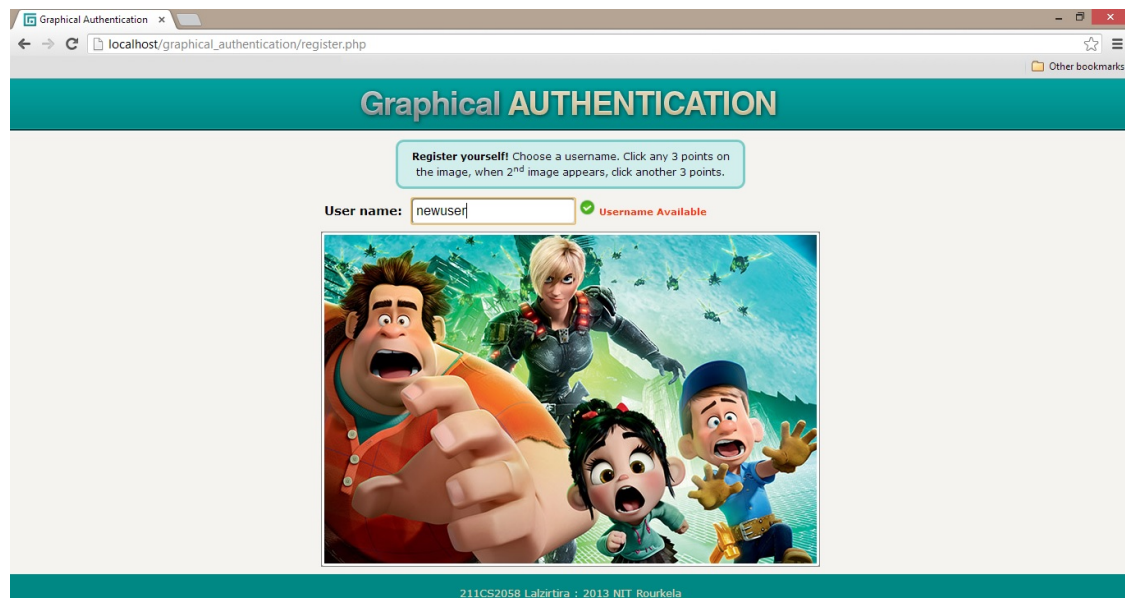 Graphical Authentication
localhost/graphical_authentication/register.php
Other bookmarks
Graphical AUTHENTICATION
Register yourself! Choose a username. Click any 3 points on
the image, when 2nd image appears, click another 3 points.
User name: newuser Username Available
211CS2058 Lalzirtira : 2013 NIT Rourkela